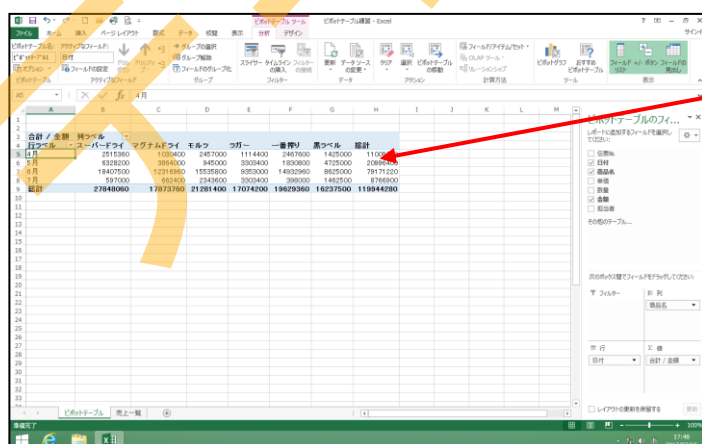 ピボットテーブル ツール
ピボットテーブル練習 - Excel
ファイル ホーム 挿入 ページレイアウト 数式 データ 校閲 表示 分析 デザイン
ピボットテーブル名: アクティブなフィールド:
日付
オプション フィールドの設定
グループの選択
グループ解除
フィールドのグループ化
スライサー タイムラインの挿入 フィルターの接続
更新 データソースの変更
クリア 選択 ピボットテーブルの移動
フィールド/アイテム/セット
OLAP ツール
リレーションシップ
ピボットグラフ おすすめピボットテーブル
フィールドリスト +/- ボタン フィールドの見出し
ピボットテーブル アクティブなフィールド グループ フィルター データ アクション 計算方法 ツール 表示
A5 fx 4月
A B C D E F G H I J K L M
合計 / 金額 列ラベル
行ラベル スーパードライ マグナムドライ モルツ ラガー 一番搾り 黒ラベル 総計
4月 2515360 1030400 2457000 1114400 2467600 1425000
5月 6328200 3864000 945000 3303400 1830800 4725000 20996400
6月 18407500 12316960 15535800 9353000 14932960 8625000 79171220
7月 597000 662400 2343600 3303400 398000 1462500 8766900
総計 27848060 17873760 21281400 17074200 19629360 16237500 119944280
ピボットテーブルのフィ...
レポートに追加するフィールドを選択してください:
伝票№
日付
商品名
単価
数量
金額
担当者
その他のテーブル...
次のボックス間でフィールドをドラッグしてください:
フィルター 列
商品名
行 Σ 値
日付 合計 / 金額
レイアウトの更新を保留する 更新
ピボットテーブル 売上一覧
準備完了 100%
17:48